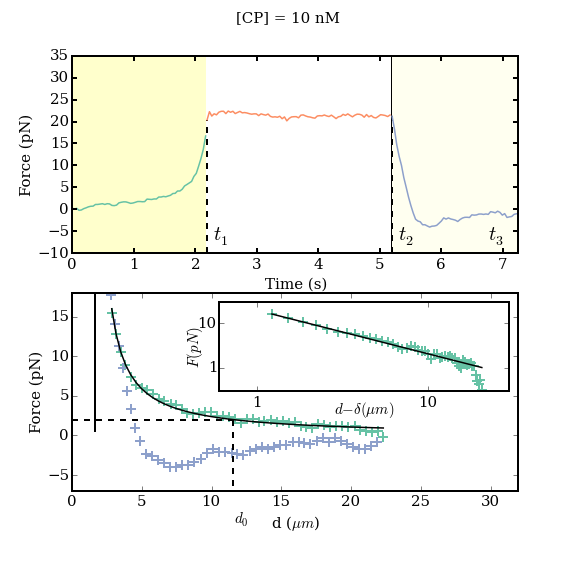 [CP] = 10 nM
35
30
25
20
15
10
5
0
−5
−10
Force (pN)
t1
t2
t3
0 1 2 3 4 5 6 7
Time (s)
15
10
5
0
−5
Force (pN)
10
1
F(pN)
1 10
d−δ(μm)
0 5 10 15 20 25 30
d0 d (μm)